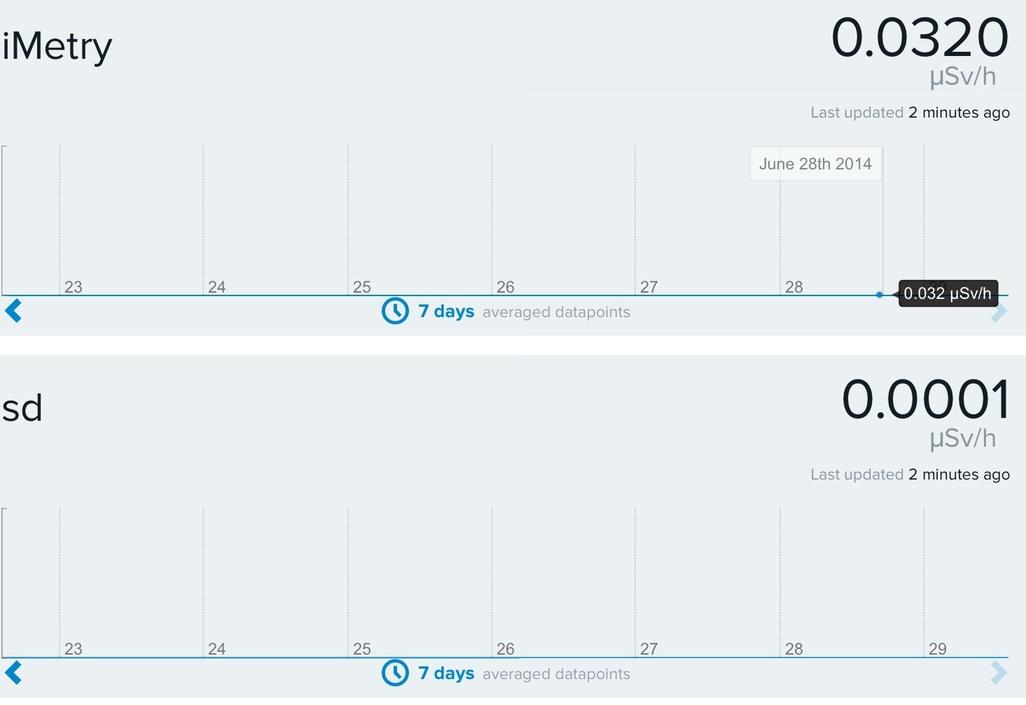 iMetry
0.0320
µSv/h
Last updated 2 minutes ago
June 28th 2014
23 24 25 26 27 28
0.032 µSv/h
7 days averaged datapoints
sd
0.0001
µSv/h
Last updated 2 minutes ago
23 24 25 26 27 28 29
7 days averaged datapoints